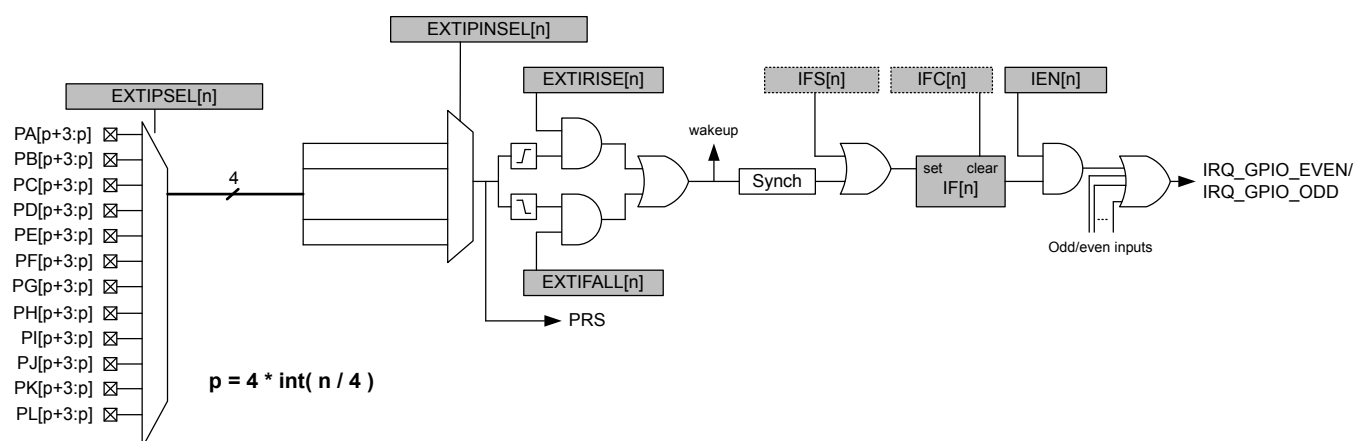 EXTIPINSEL[n]
EXTIPSEL[n]
EXTIRISE[n]
IFS[n]
IFC[n]
IEN[n]
PA[p+3:p]
PB[p+3:p]
PC[p+3:p]
PD[p+3:p]
PE[p+3:p]
PF[p+3:p]
PG[p+3:p]
PH[p+3:p]
PI[p+3:p]
PJ[p+3:p]
PK[p+3:p]
PL[p+3:p]
4
wakeup
Synch
set clear
IF[n]
IRQ_GPIO_EVEN/
IRQ_GPIO_ODD
...
Odd/even inputs
EXTIFALL[n]
PRS
p = 4 * int( n / 4 )